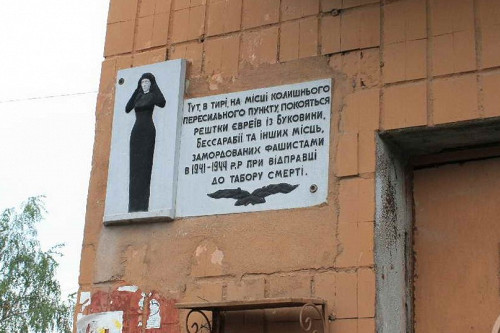 Тут, в тирі, на місці колишнього
пересильного пункту, покояться
рештки євреїв із Буковини,
Бессарабії та інших місць,
замордованих фашистами
в 1941-1944 р.р при відправці
до табору смерті.